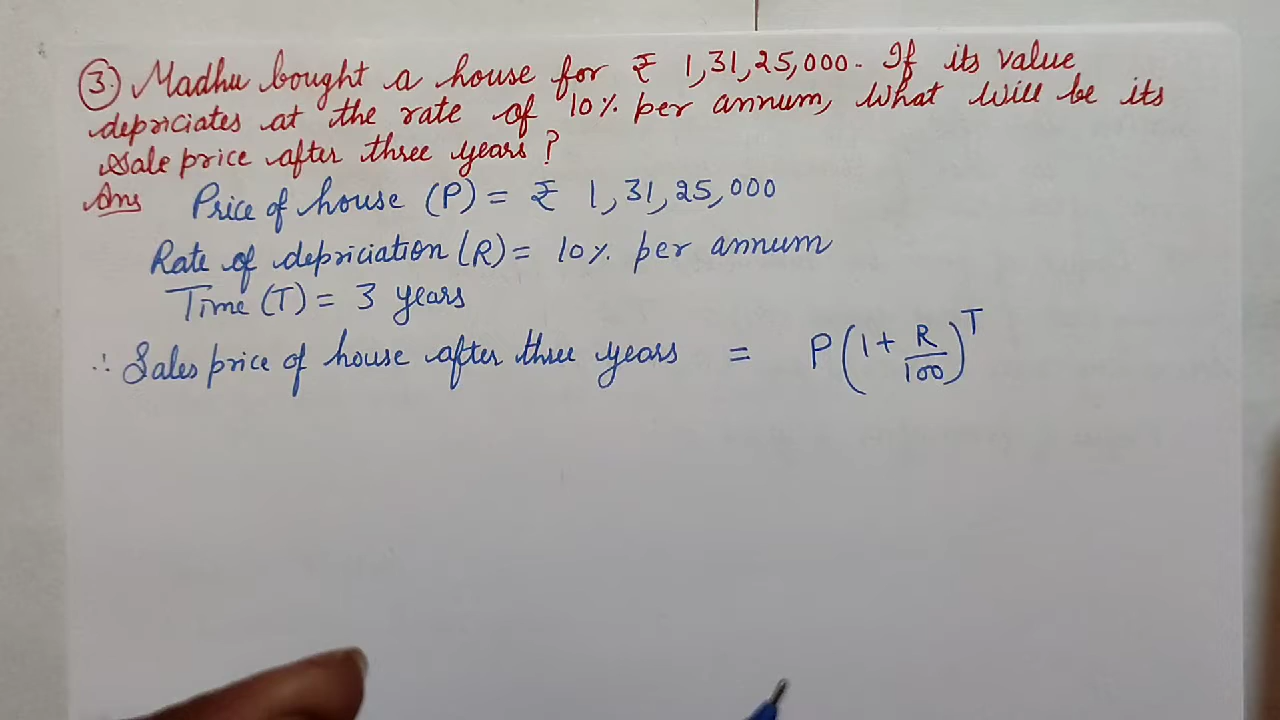 ③ Madhu bought a house for ₹ 1,31,25,000. If its value
depriciates at the rate of 10% per annum, What will be its
Sale price after three years?
Ans Price of house (P) = ₹ 1,31,25,000
Rate of depriciation (R) = 10% per annum
Time (T) = 3 years
∴ Sales price of house after three years = P(1 + R/100)^T